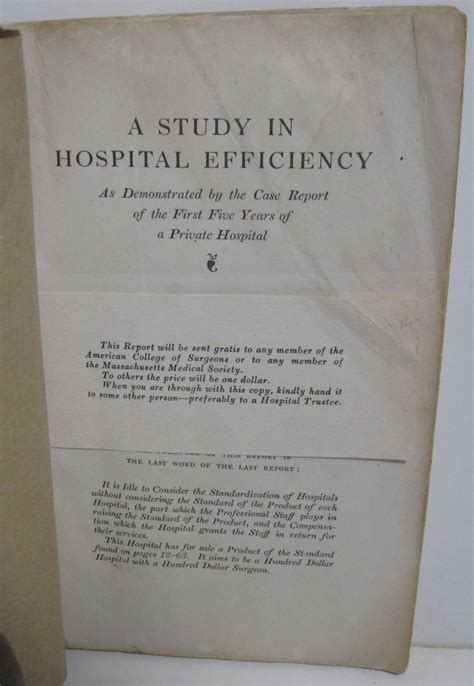 A STUDY IN
HOSPITAL EFFICIENCY
As Demonstrated by the Case Report
of the First Five Years of
a Private Hospital
This Report will be sent gratis to any member of the
American College of Surgeons or to any member of
the Massachusetts Medical Society.
To others the price will be one dollar.
When you are through with this copy, kindly hand it
to some other person—preferably to a Hospital Trustee.
OF THIS REPORT IS
THE LAST WORD OF THE LAST REPORT:
It is Idle to Consider the Standardization of Hospitals
without considering the Standard of the Product of each
Hospital, the part which the Professional Staff plays in
raising the Standard of the Product, and the Compensa-
tion which the Hospital grants the Staff in return for
their services.
This Hospital has for sale a Product of the Standard
found on pages 12-63. It aims to be a Hundred Dollar
Hospital with a Hundred Dollar Surgeon.